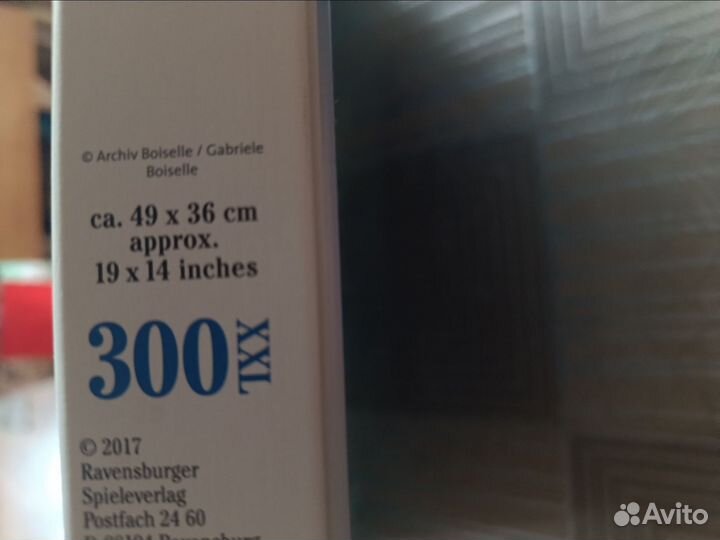 © Archiv Boiselle / Gabriele
Boiselle
ca. 49 x 36 cm
approx.
19 x 14 inches
300 XXL
© 2017
Ravensburger
Spieleverlag
Postfach 24 60
Ravensburg
Avito